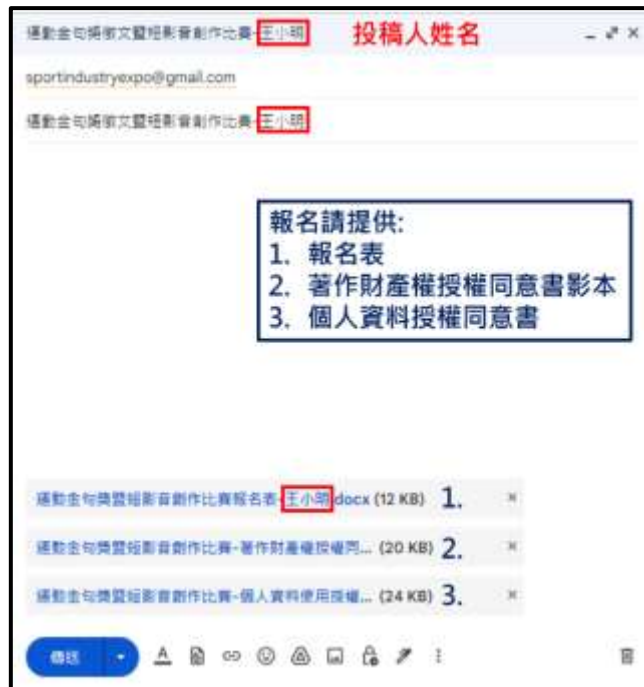 運動金句獎徵文暨短影音創作比賽-王小明 投稿人姓名
sportindustryexpo@gmail.com
運動金句獎徵文暨短影音創作比賽-王小明
報名請提供:
1. 報名表
2. 著作財產權授權同意書影本
3. 個人資料授權同意書
運動金句獎暨短影音創作比賽報名表-王小明.docx (12 KB) 1.
運動金句獎暨短影音創作比賽-著作財產權授權同... (20 KB) 2.
運動金句獎暨短影音創作比賽-個人資料使用授權... (24 KB) 3.
傳送